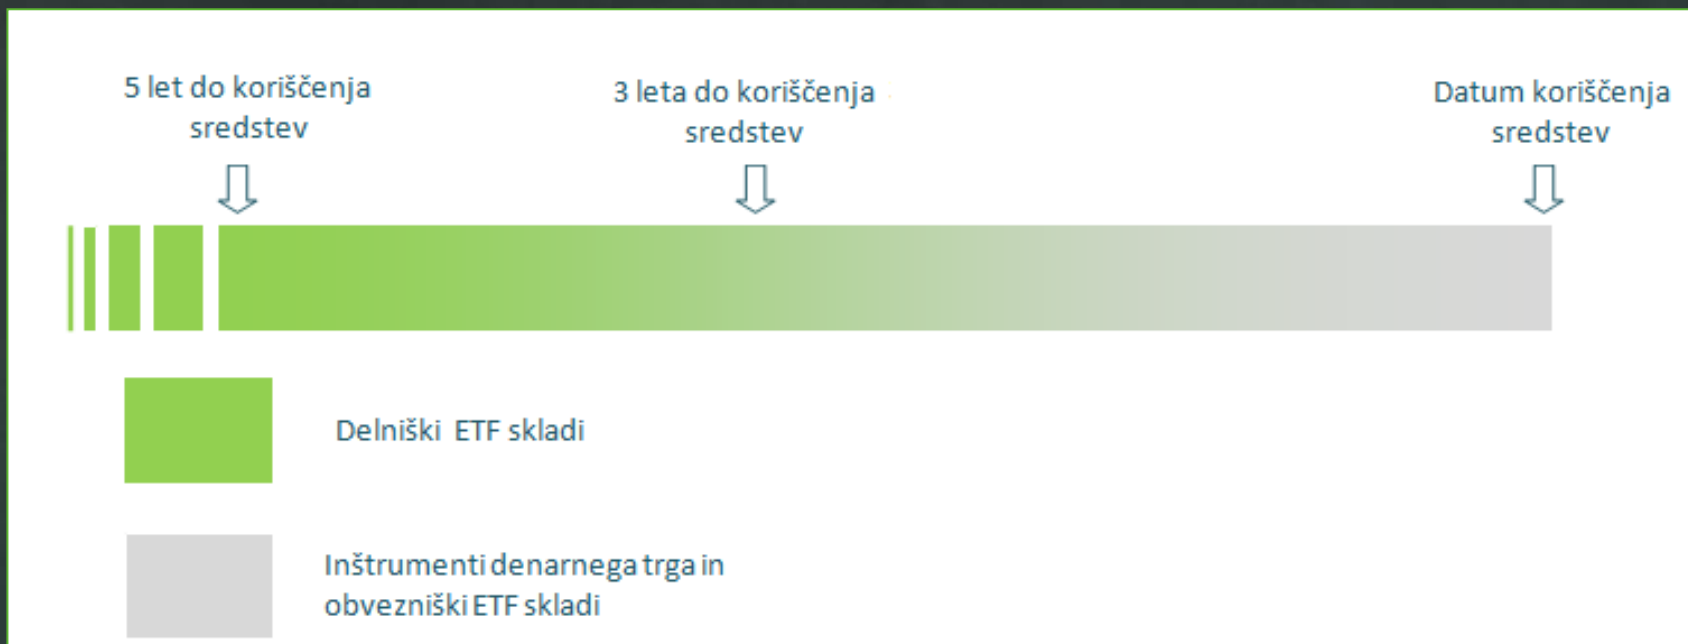 5 let do koriščenja
sredstev
3 leta do koriščenja
sredstev
Datum koriščenja
sredstev
Delniški ETF skladi
Inštrumenti denarnega trga in
obvezniški ETF skladi